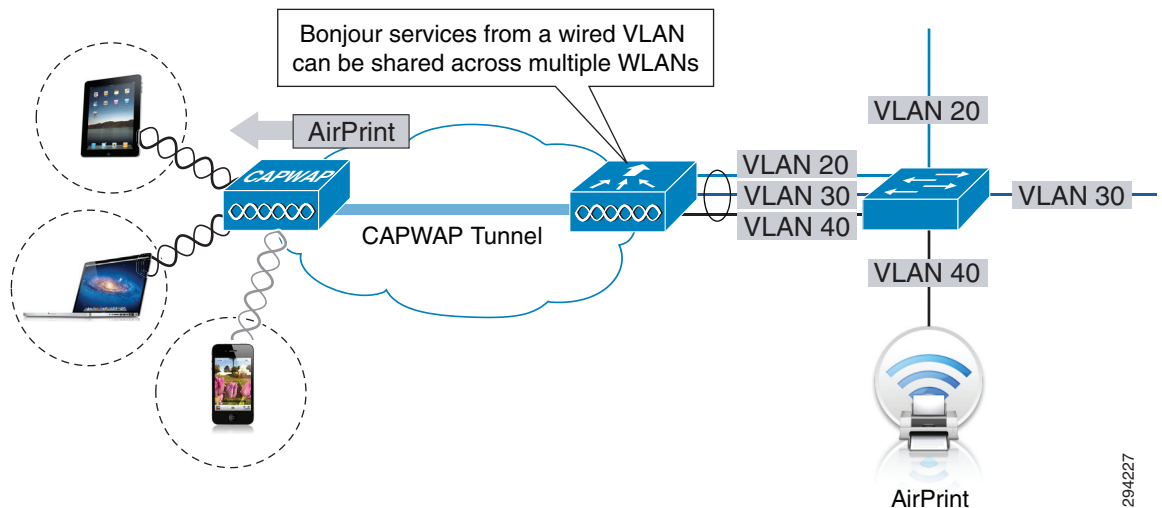 Bonjour services from a wired VLAN
can be shared across multiple WLANs
AirPrint
CAPWAP
CAPWAP Tunnel
VLAN 20
VLAN 20
VLAN 30
VLAN 40
VLAN 30
VLAN 40
AirPrint
294227